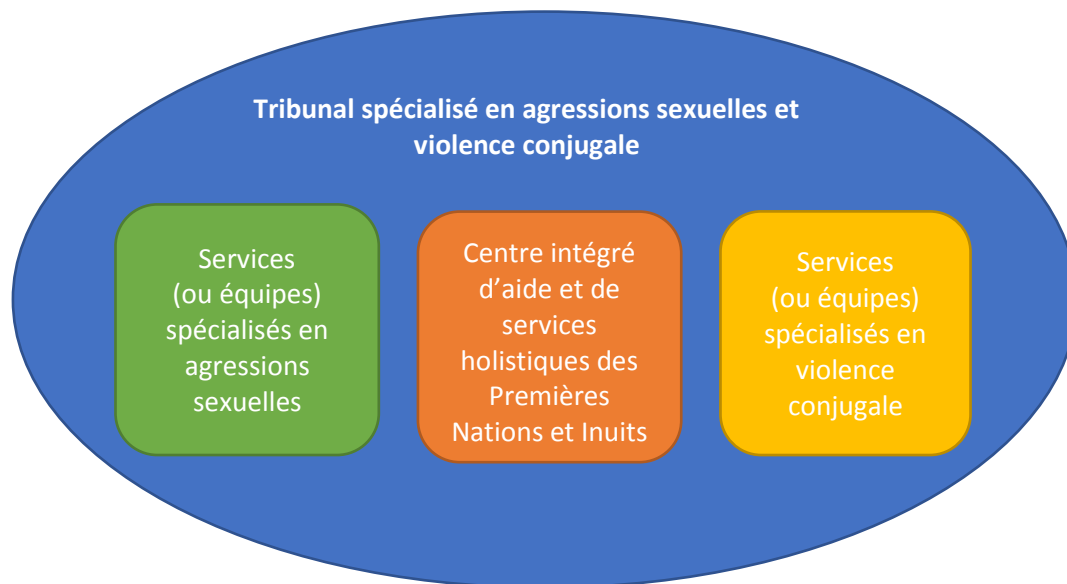 Tribunal spécialisé en agressions sexuelles et
violence conjugale
Services
(ou équipes)
spécialisés en
agressions
sexuelles
Centre intégré
d'aide et de
services
holistiques des
Premières
Nations et Inuits
Services
(ou équipes)
spécialisés en
violence
conjugale